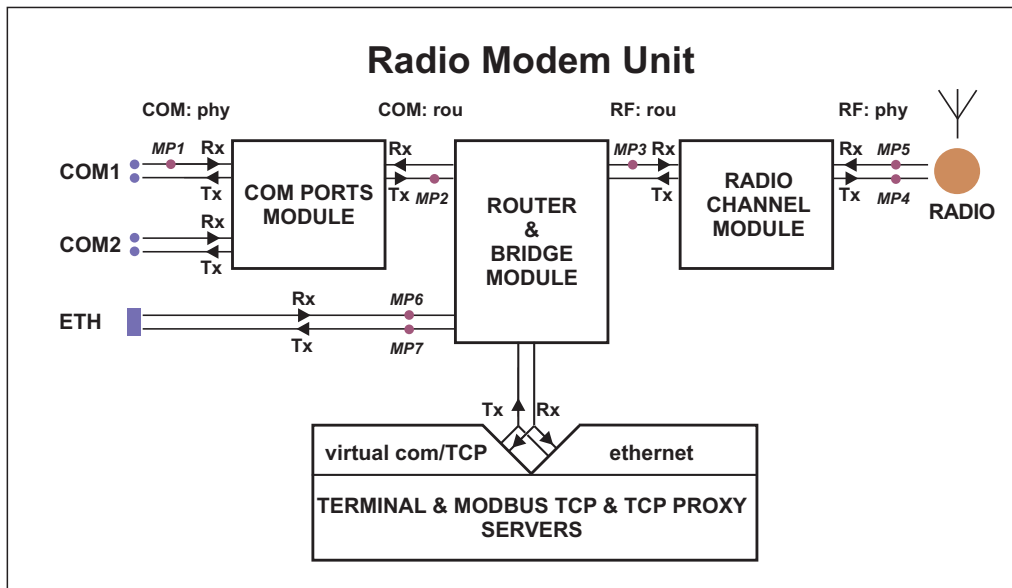 Radio Modem Unit
COM: phy
COM: rou
RF: rou
RF: phy
MP1
Rx
Rx
MP3
Rx
Rx
MP5
COM1
Tx
COM PORTS
MODULE
Tx
MP2
ROUTER
&
BRIDGE
MODULE
Tx
RADIO
CHANNEL
MODULE
Tx
MP4
RADIO
COM2
Rx
Tx
ETH
Rx
MP6
Tx
MP7
Tx
Rx
virtual com/TCP
ethernet
TERMINAL & MODBUS TCP & TCP PROXY
SERVERS